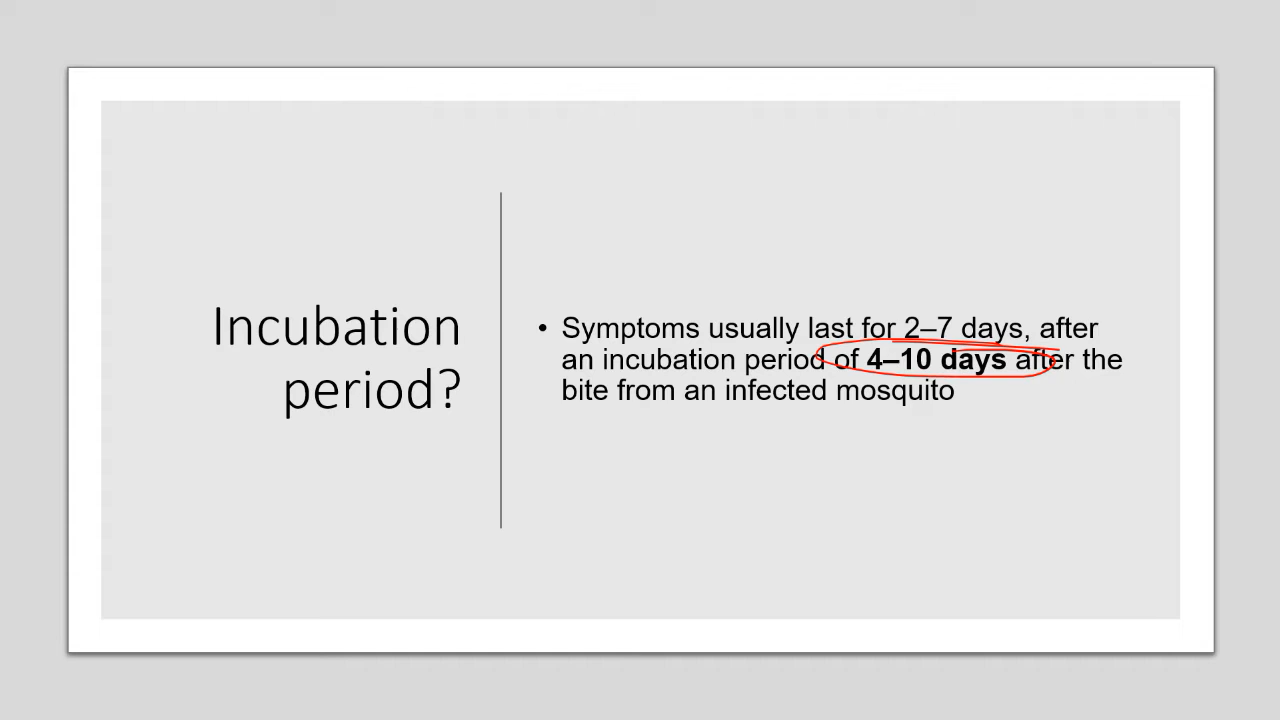 Incubation
period?
• Symptoms usually last for 2–7 days, after
an incubation period of 4–10 days after the
bite from an infected mosquito